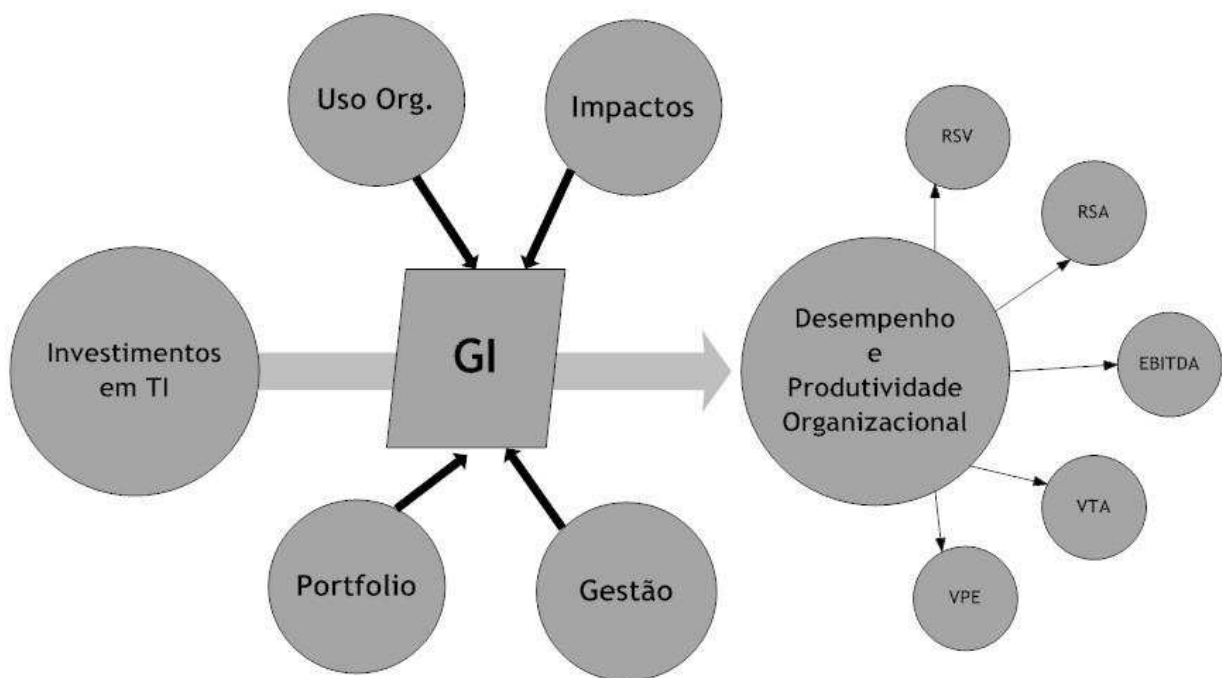 Uso Org.
Impactos
RSV
RSA
Investimentos
em TI
GI
Desempenho
e
Produtividade
Organizacional
EBITDA
VTA
Portfolio
Gestão
VPE